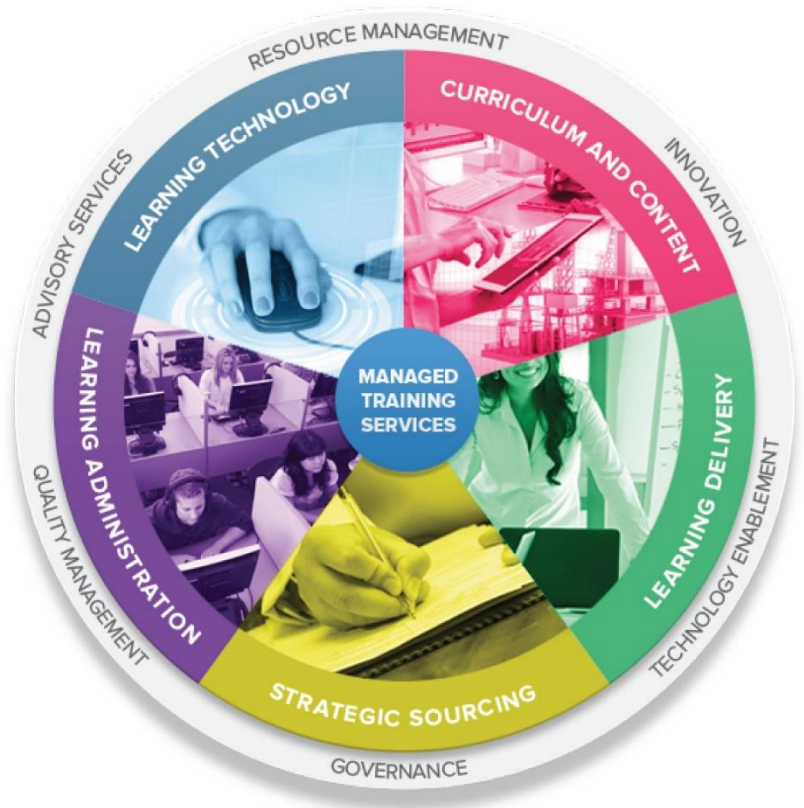 RESOURCE MANAGEMENT
INNOVATION
TECHNOLOGY ENABLEMENT
GOVERNANCE
QUALITY MANAGEMENT
ADVISORY SERVICES
LEARNING TECHNOLOGY
CURRICULUM AND CONTENT
LEARNING DELIVERY
STRATEGIC SOURCING
LEARNING ADMINISTRATION
MANAGED
TRAINING
SERVICES